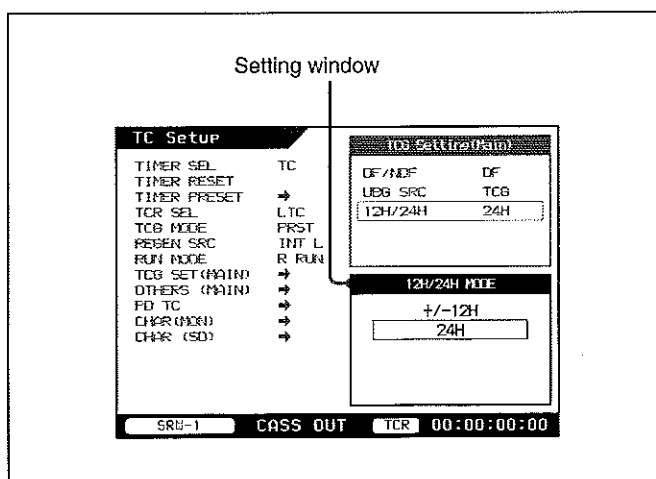 Setting window
TC Setup
TIMER SEL TC
TIMER RESET
TIMER PRESET ➔
TCR SEL LTC
TCG MODE PRST
REGEN SRC INT L
RUN MODE R RUN
TCG SET(MAIN) ➔
OTHERS (MAIN) ➔
PD TC ➔
CHAR(MON) ➔
CHAR (SD) ➔
TCG Setting(Main)
DF/NDF DF
UBG SRC TCG
12H/24H 24H
12H/24H MODE
+/-12H
24H
SRW-1 CASS OUT TCR 00:00:00:00